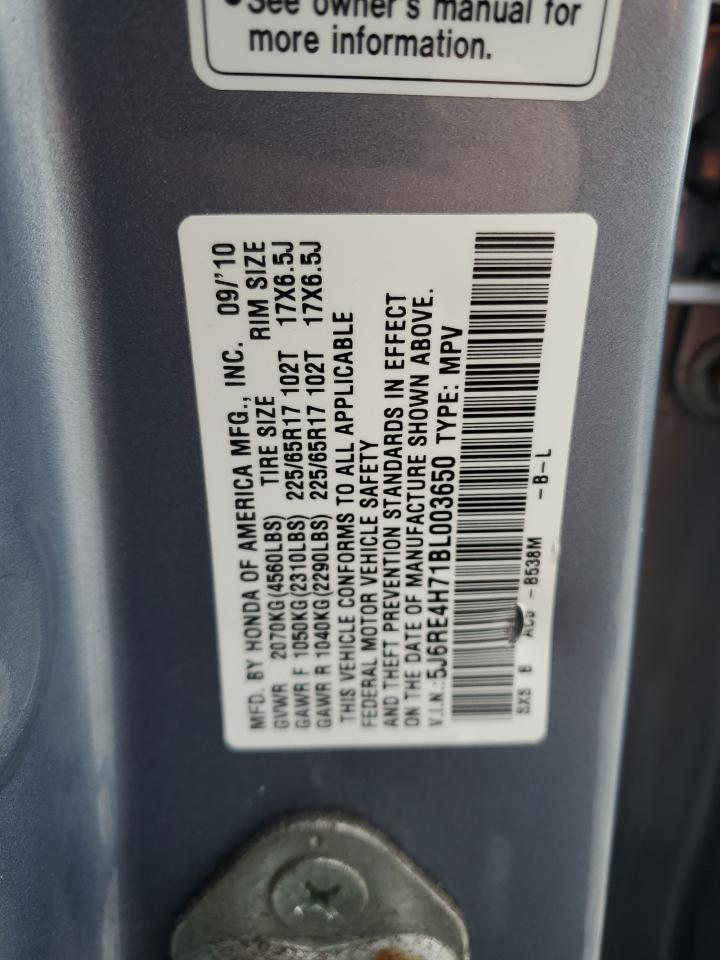 •See owner's manual for
more information.
MFD. BY HONDA OF AMERICA MFG., INC. 09/'10
TIRE SIZE RIM SIZE
GVWR 2070KG(4560LBS)
GAWR F 1050KG(2310LBS) 225/65R17 102T 17X6.5J
GAWR R 1040KG(2290LBS) 225/65R17 102T 17X6.5J
THIS VEHICLE CONFORMS TO ALL APPLICABLE
FEDERAL MOTOR VEHICLE SAFETY
AND THEFT PREVENTION STANDARDS IN EFFECT
ON THE DATE OF MANUFACTURE SHOWN ABOVE.
V.I.N.:5J6RE4H71BL003650 TYPE: MPV
SXS B -B538M -B-L